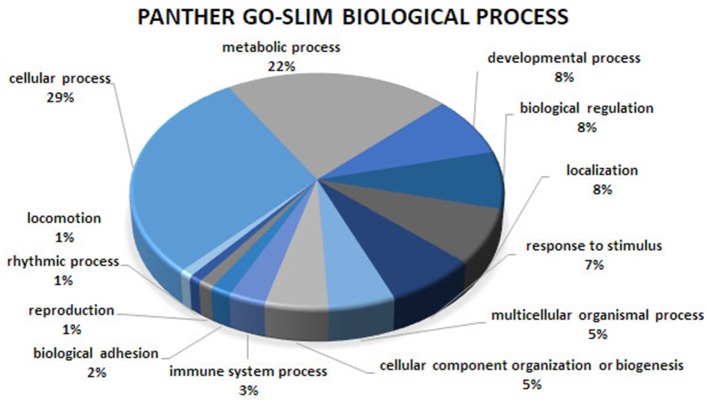 PANTHER GO-SLIM BIOLOGICAL PROCESS
metabolic process
22%
cellular process
29%
developmental process
8%
biological regulation
8%
localization
8%
response to stimulus
7%
multicellular organismal process
5%
cellular component organization or biogenesis
5%
immune system process
3%
biological adhesion
2%
reproduction
1%
rhythmic process
1%
locomotion
1%